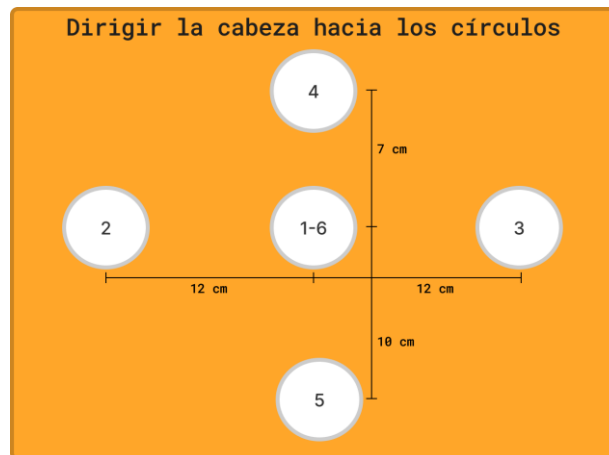 Dirigir la cabeza hacia los círculos
4
7 cm
2
1-6
3
12 cm
12 cm
10 cm
5